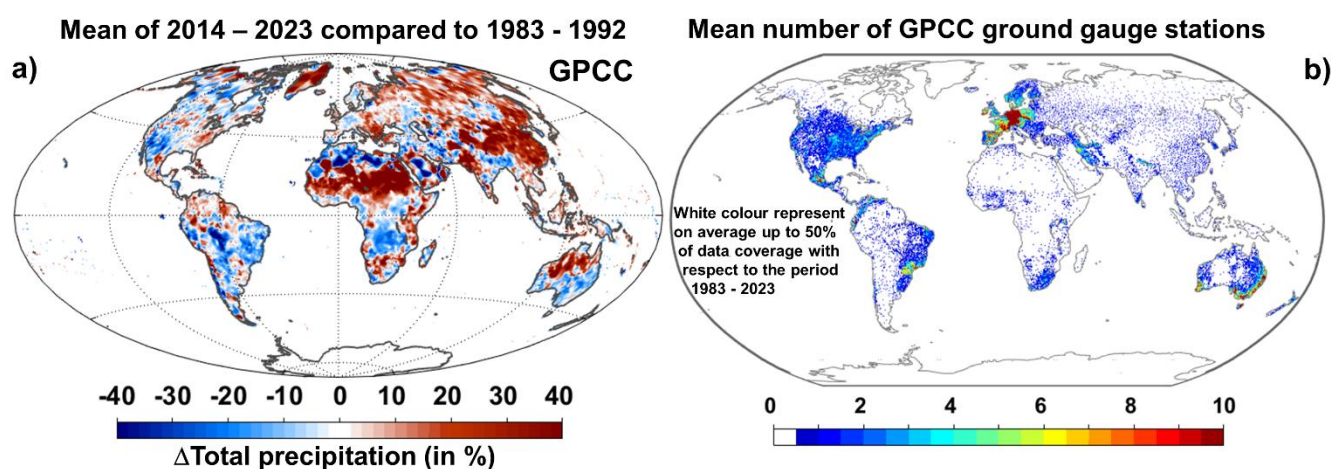 Mean of 2014 – 2023 compared to 1983 - 1992
a)
GPCC
-40 -30 -20 -10 0 10 20 30 40
ΔTotal precipitation (in %)
Mean number of GPCC ground gauge stations
b)
White colour represent
on average up to 50%
of data coverage with
respect to the period
1983 - 2023
0 2 4 6 8 10